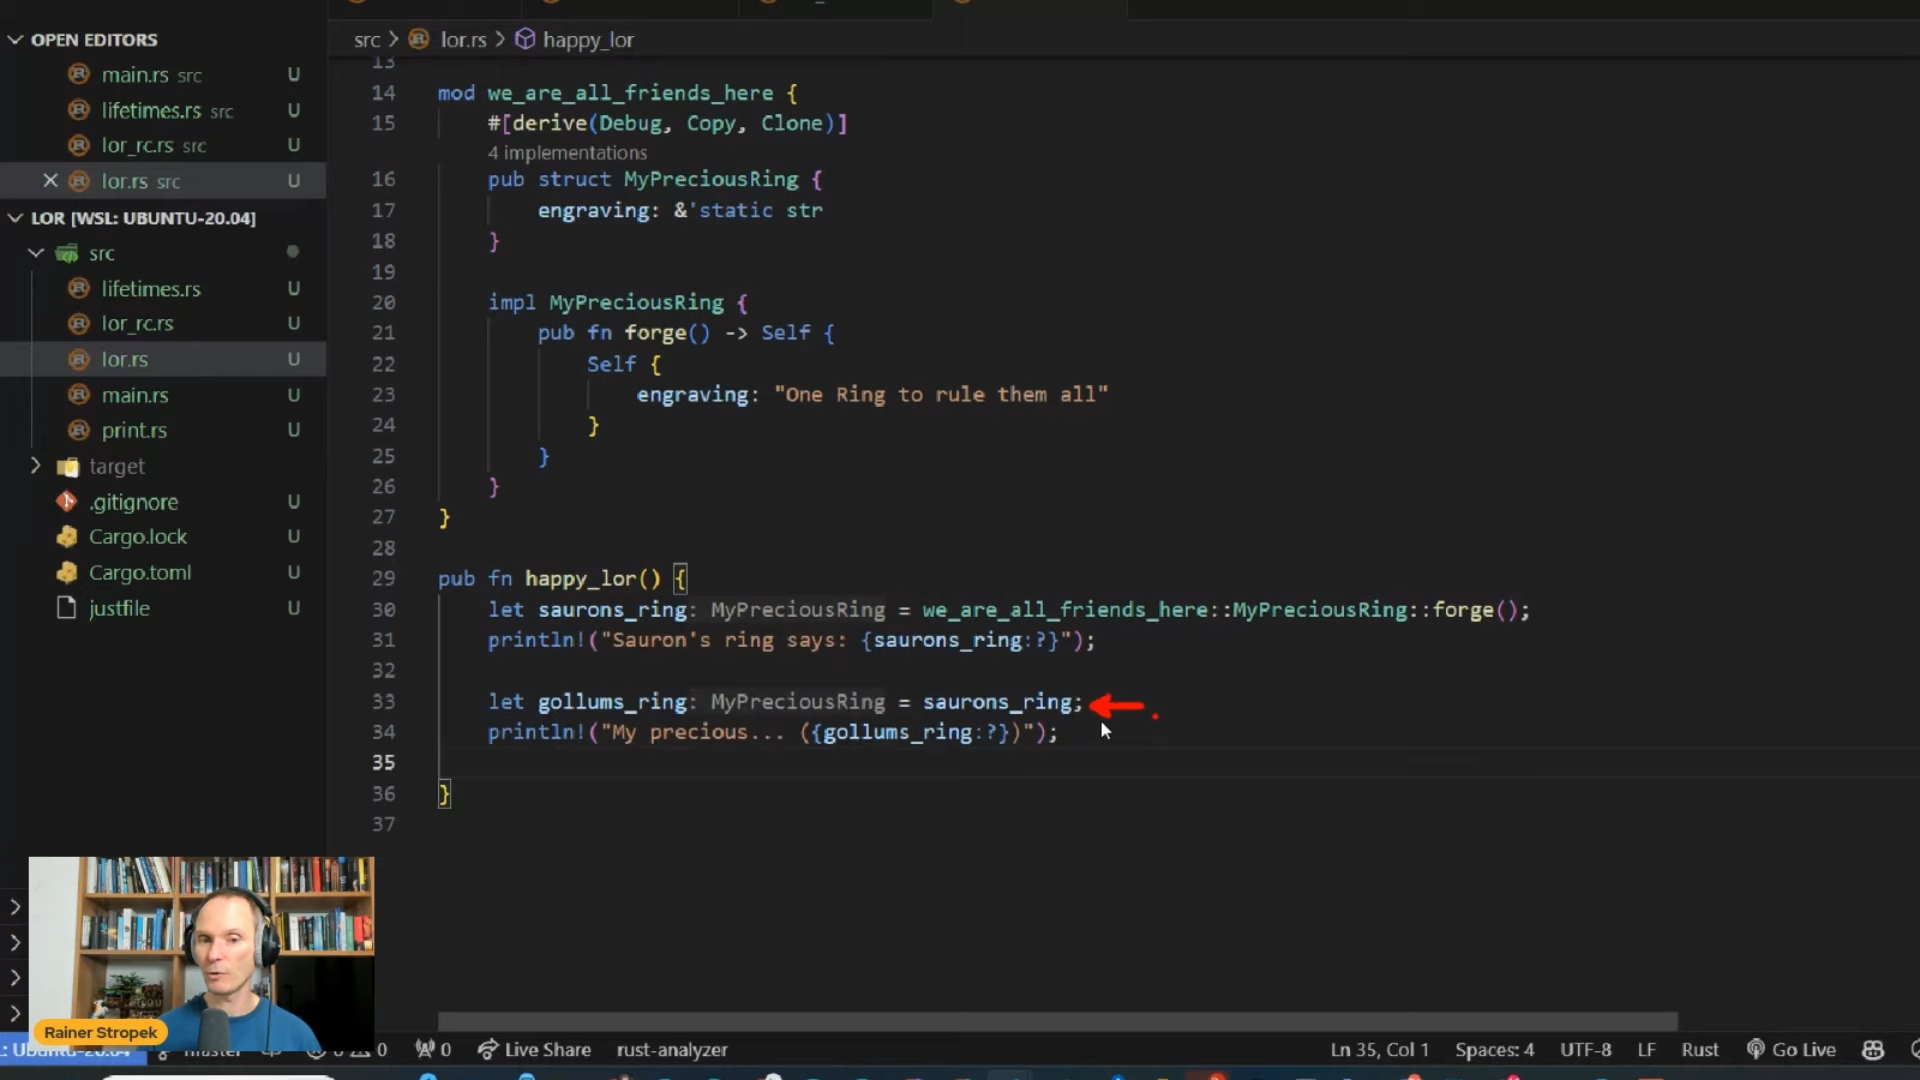 OPEN EDITORS
main.rs src U
lifetimes.rs src U
lor_rc.rs src U
lor.rs src U
LOR [WSL: UBUNTU-20.04]
src
lifetimes.rs U
lor_rc.rs U
lor.rs U
main.rs U
print.rs U
target
.gitignore U
Cargo.lock U
Cargo.toml U
justfile U
src > lor.rs > happy_lor
13
14 mod we_are_all_friends_here {
15 #[derive(Debug, Copy, Clone)]
4 implementations
16 pub struct MyPreciousRing {
17 engraving: &'static str
18 }
19
20 impl MyPreciousRing {
21 pub fn forge() -> Self {
22 Self {
23 engraving: "One Ring to rule them all"
24 }
25 }
26 }
27 }
28
29 pub fn happy_lor() {
30 let saurons_ring: MyPreciousRing = we_are_all_friends_here::MyPreciousRing::forge();
31 println!("Sauron's ring says: {saurons_ring:?}");
32
33 let gollums_ring: MyPreciousRing = saurons_ring;
34 println!("My precious... ({gollums_ring:?})");
35
36 }
37
Rainer Stropek
0 Live Share rust-analyzer Ln 35, Col 1 Spaces: 4 UTF-8 LF Rust Go Live